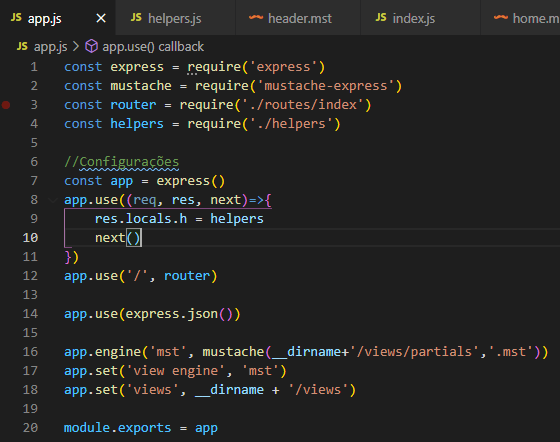 JS app.js × JS helpers.js header.mst JS index.js home.m
JS app.js > app.use() callback
1 const express = require('express')
2 const mustache = require('mustache-express')
3 const router = require('./routes/index')
4 const helpers = require('./helpers')
5
6 //Configurações
7 const app = express()
8 app.use((req, res, next)=>{
9 res.locals.h = helpers
10 next()
11 })
12 app.use('/', router)
13
14 app.use(express.json())
15
16 app.engine('mst', mustache(__dirname+'/views/partials','.mst'))
17 app.set('view engine', 'mst')
18 app.set('views', __dirname + '/views')
19
20 module.exports = app